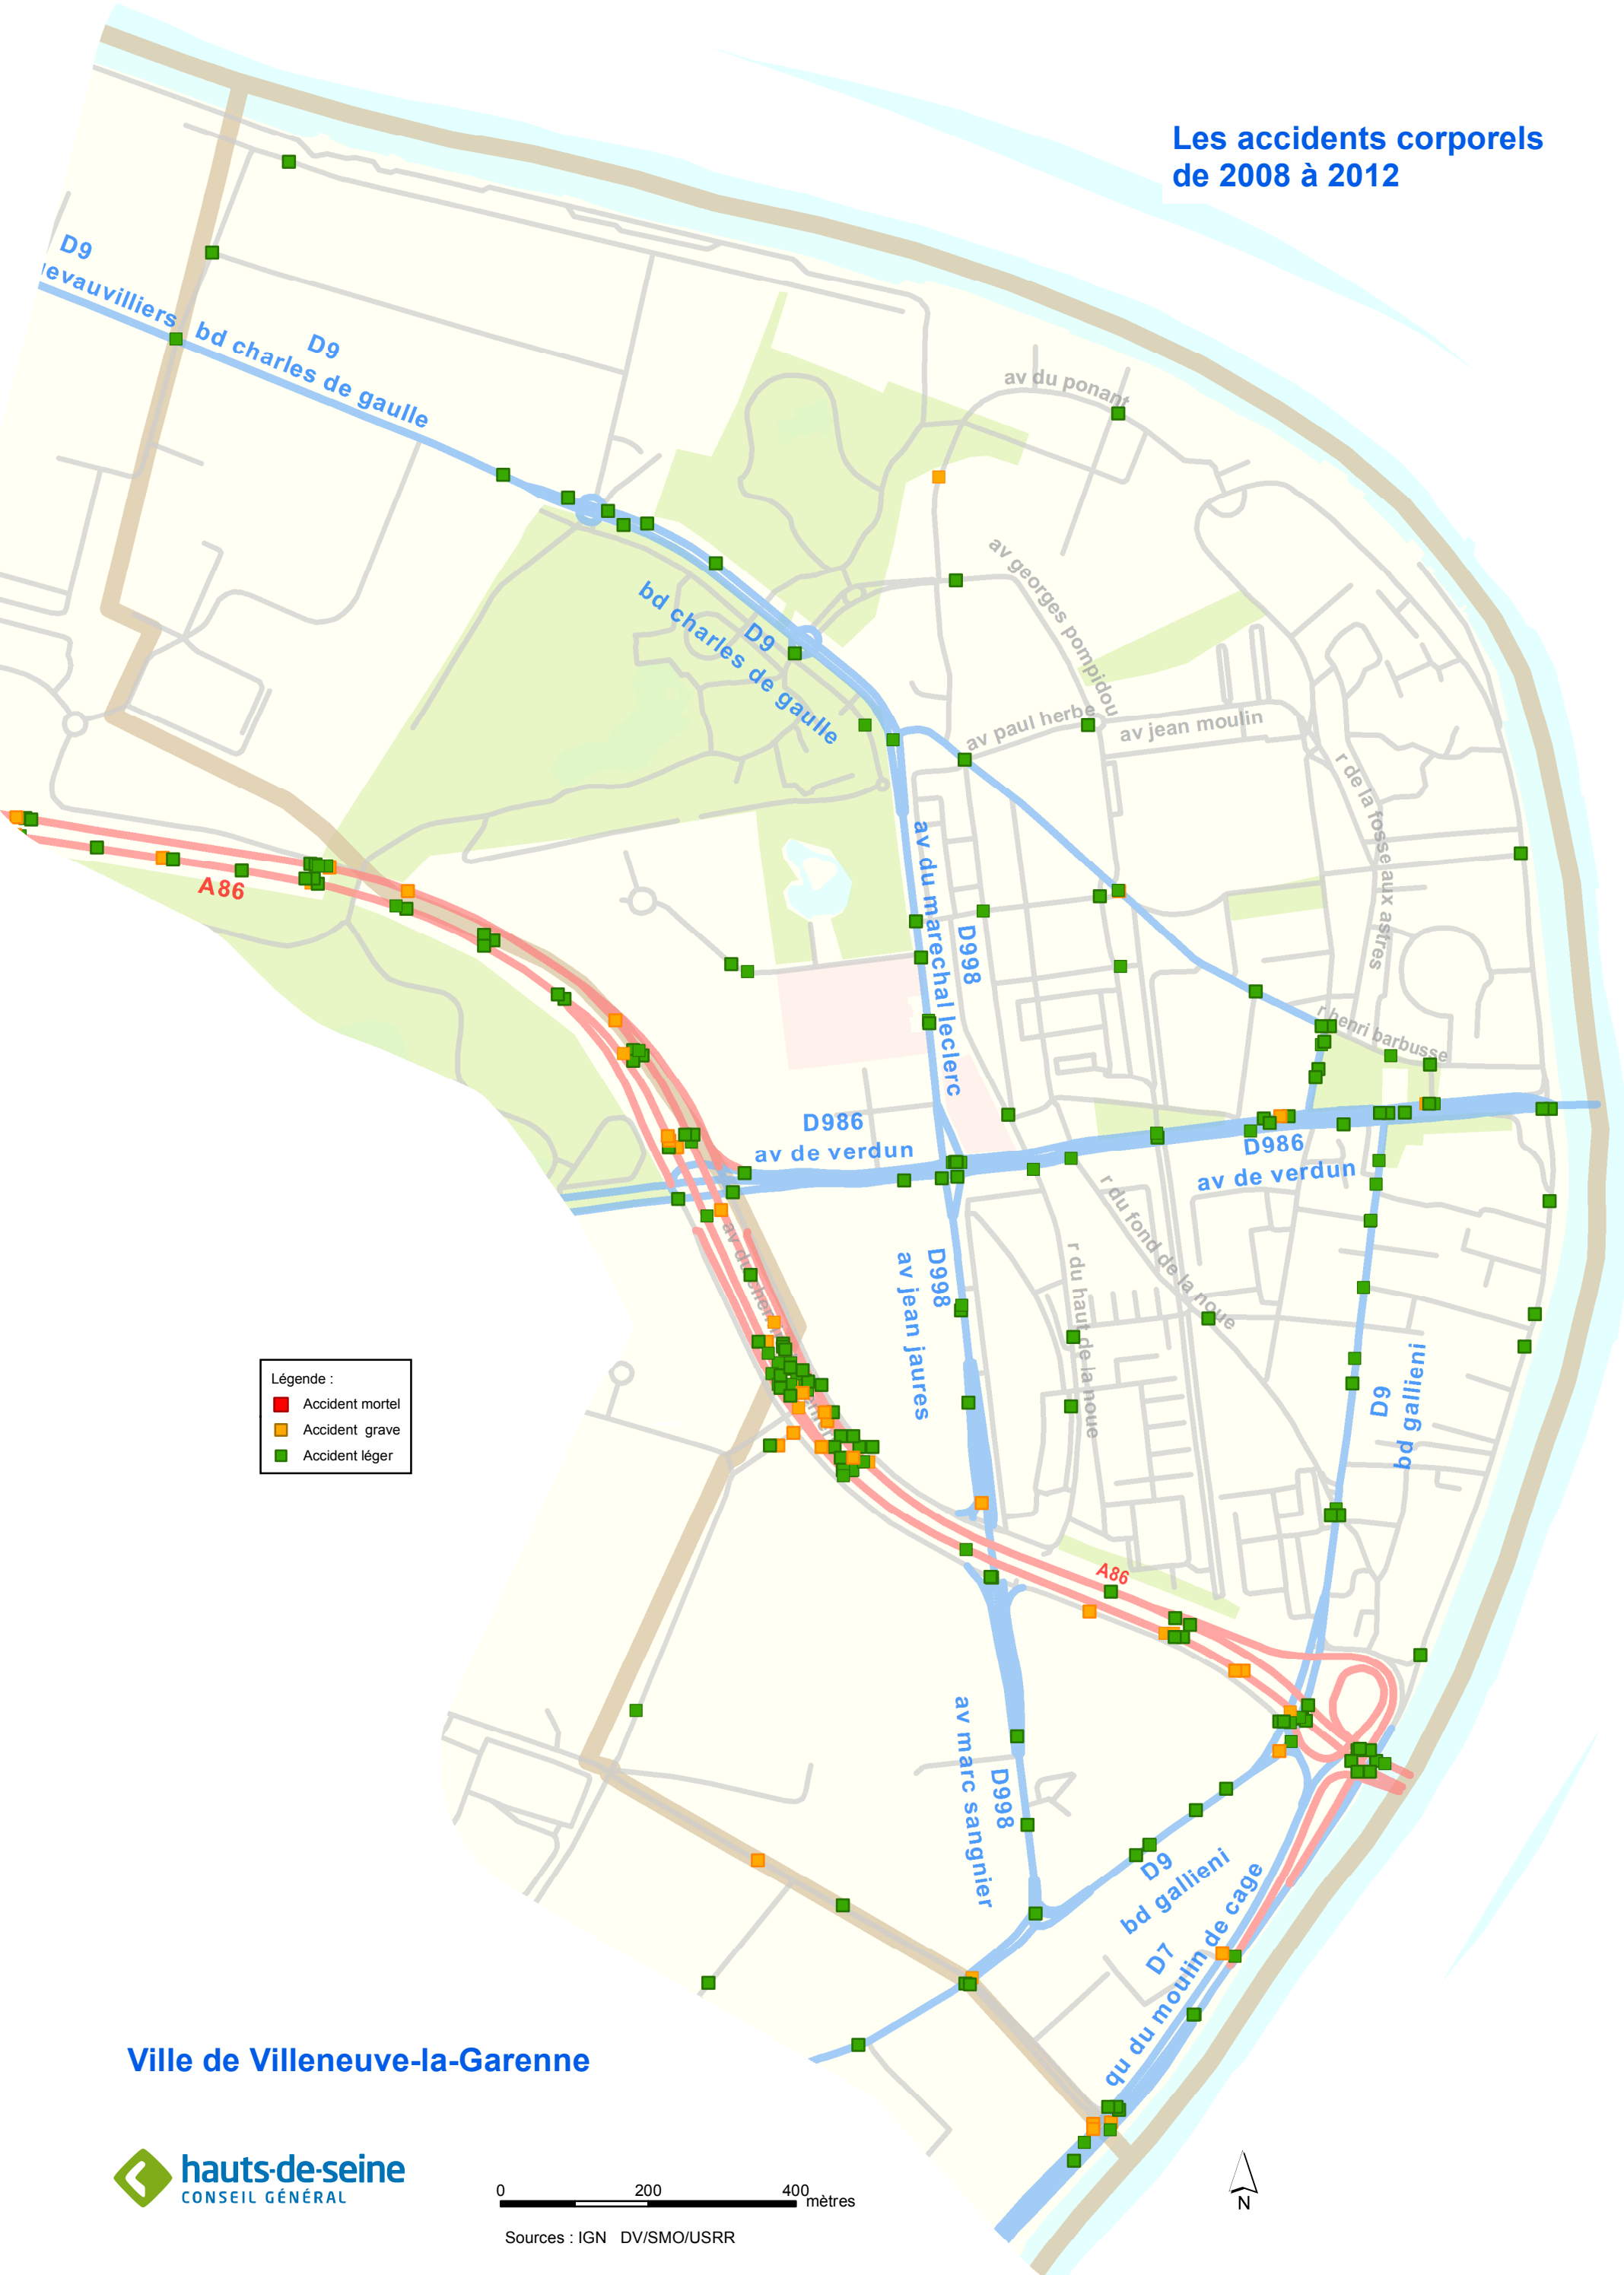 Les accidents corporels
de 2008 à 2012
D9
bd charles de gaulle
D9
av du ponant
av georges pompidou
D9
bd charles de gaulle
av paul herbe
av jean moulin
r de la fosse aux astres
A86
av du marechal leclerc
D998
r henri barbusse
D986
av de verdun
D986
av de verdun
r du fond de la noue
r du haut de la noue
D998
av jean jaures
D9
bd gallieni
Légende :
Accident mortel
Accident grave
Accident léger
A86
av marc sangnier
D998
D9
bd gallieni
D7
qu du moulin de cage
Ville de Villeneuve-la-Garenne
hauts-de-seine
CONSEIL GÉNÉRAL
0 200 400
mètres
Sources : IGN DV/SMO/USRR
N